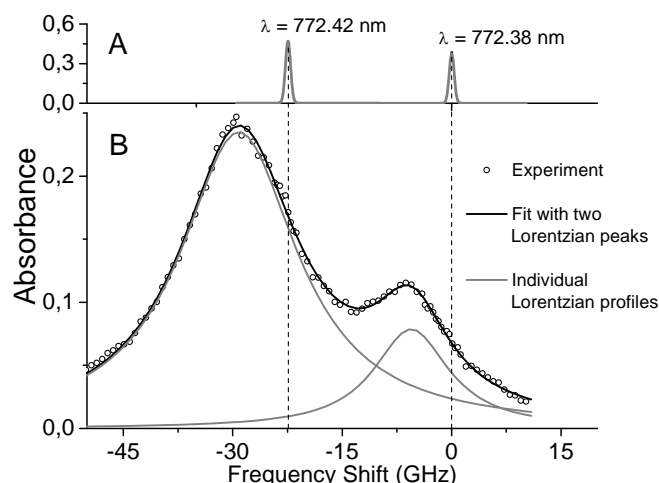 A
λ = 772.42 nm
λ = 772.38 nm
0,6
0,3
0,0
B
Absorbance
0,2
0,1
0,0
Experiment
Fit with two
Lorentzian peaks
Individual
Lorentzian profiles
-45 -30 -15 0 15
Frequency Shift (GHz)